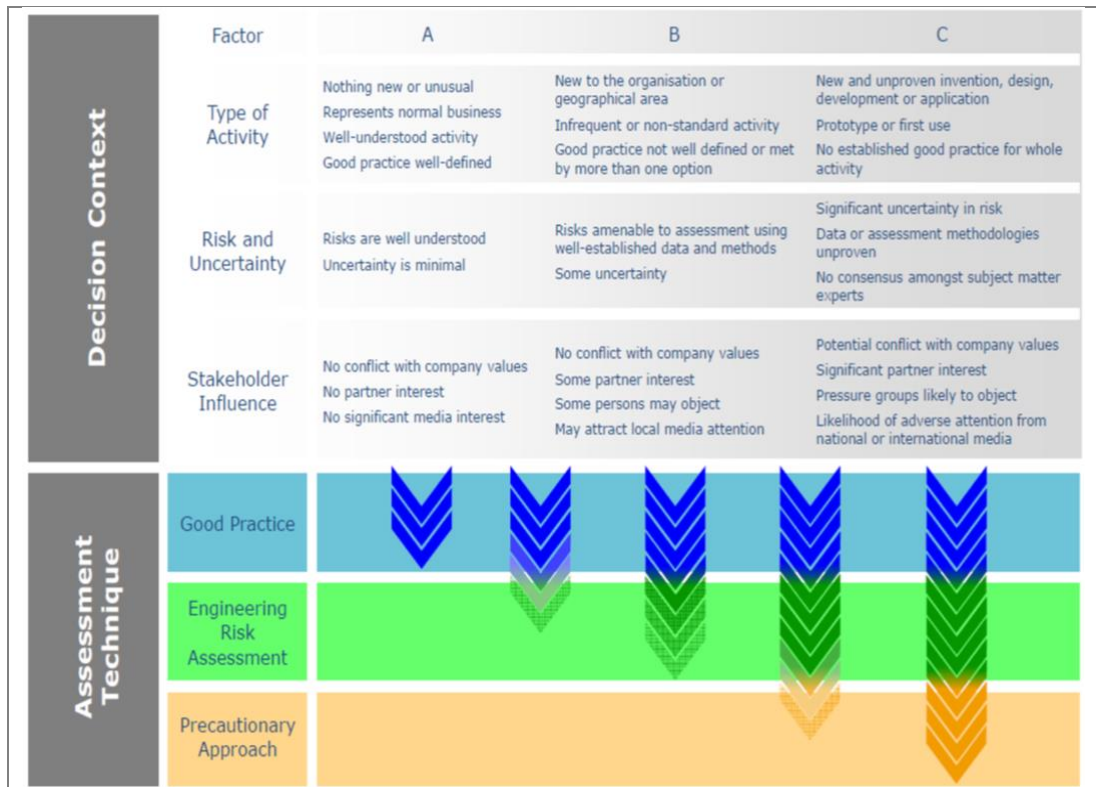 Decision Context
Factor
A
B
C
Type of
Activity
Nothing new or unusual
Represents normal business
Well-understood activity
Good practice well-defined
New to the organisation or
geographical area
Infrequent or non-standard activity
Good practice not well defined or met
by more than one option
New and unproven invention, design,
development or application
Prototype or first use
No established good practice for whole
activity
Risk and
Uncertainty
Risks are well understood
Uncertainty is minimal
Risks amenable to assessment using
well-established data and methods
Some uncertainty
Significant uncertainty in risk
Data or assessment methodologies
unproven
No consensus amongst subject matter
experts
Stakeholder
Influence
No conflict with company values
No partner interest
No significant media interest
No conflict with company values
Some partner interest
Some persons may object
May attract local media attention
Potential conflict with company values
Significant partner interest
Pressure groups likely to object
Likelihood of adverse attention from
national or international media
Assessment
Technique
Good Practice
Engineering
Risk
Assessment
Precautionary
Approach